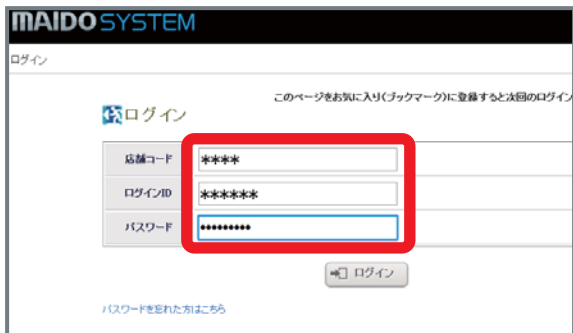 MAIDO SYSTEM
ログイン
このページをお気に入り(ブックマーク)に登録すると次回のログイン
ログイン
店舗コード ****
ログインID ******
パスワード •••••••••
ログイン
パスワードを忘れた方はこちら